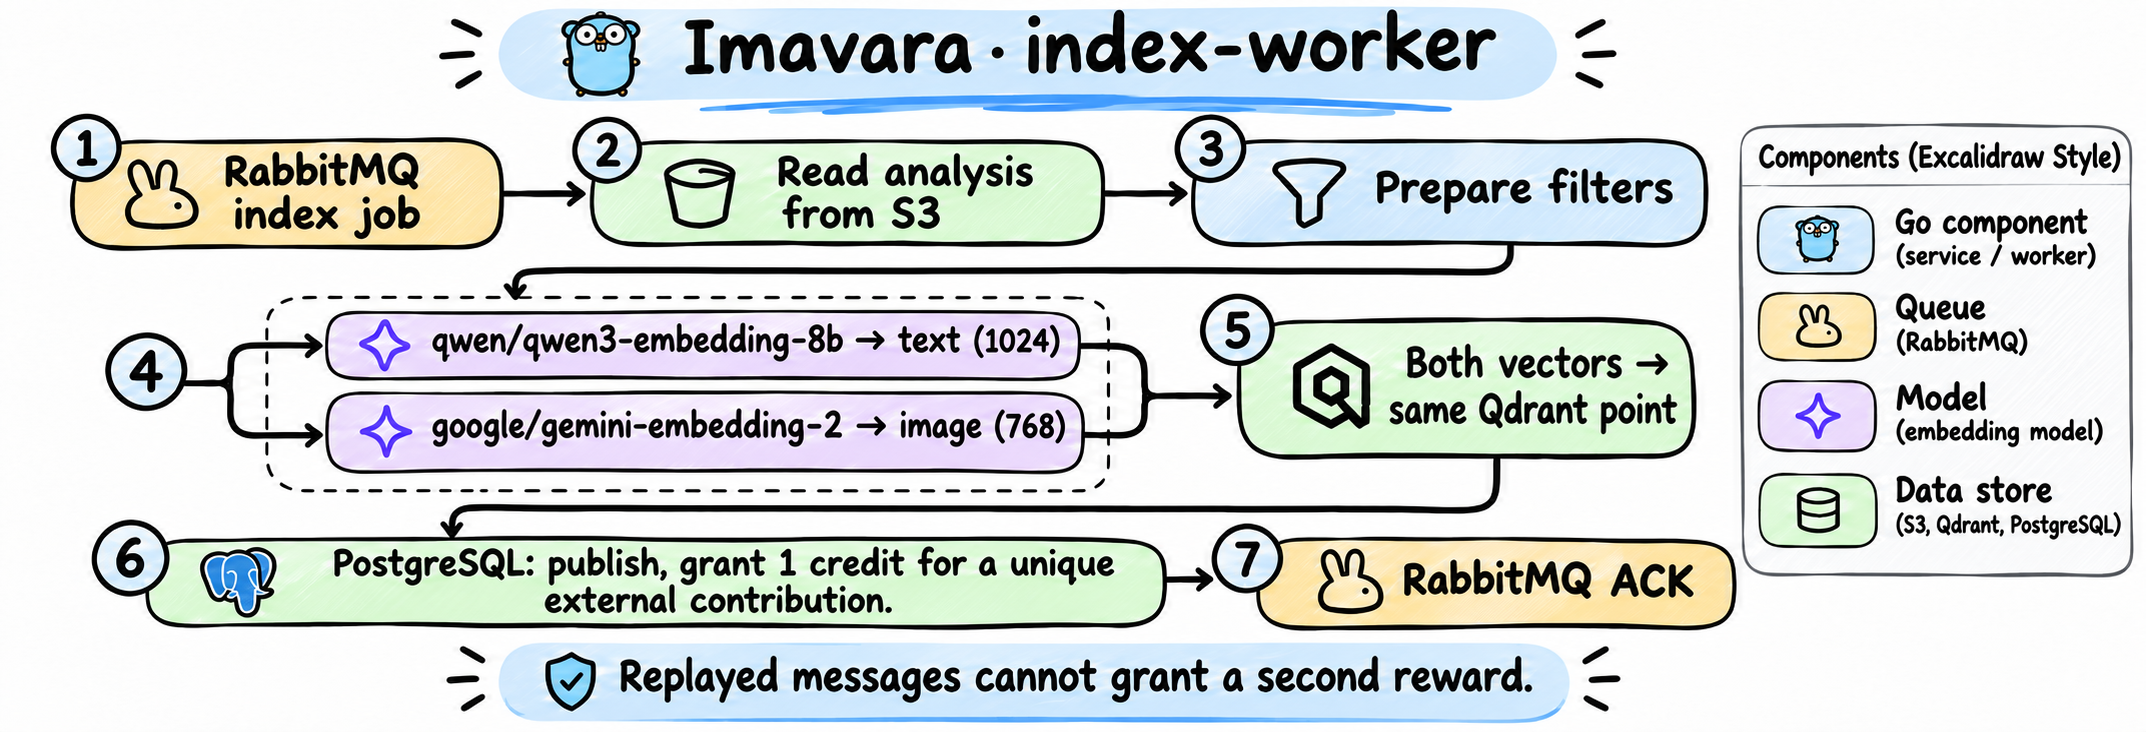 Imavara · index-worker
1
RabbitMQ
index job
2
Read analysis
from S3
3
Prepare filters
4
qwen/qwen3-embedding-8b → text (1024)
google/gemini-embedding-2 → image (768)
5
Both vectors →
same Qdrant point
6
PostgreSQL: publish, grant 1 credit for a unique
external contribution.
7
RabbitMQ ACK
Replayed messages cannot grant a second reward.
Components (Excalidraw Style)
Go component
(service / worker)
Queue
(RabbitMQ)
Model
(embedding model)
Data store
(S3, Qdrant, PostgreSQL)